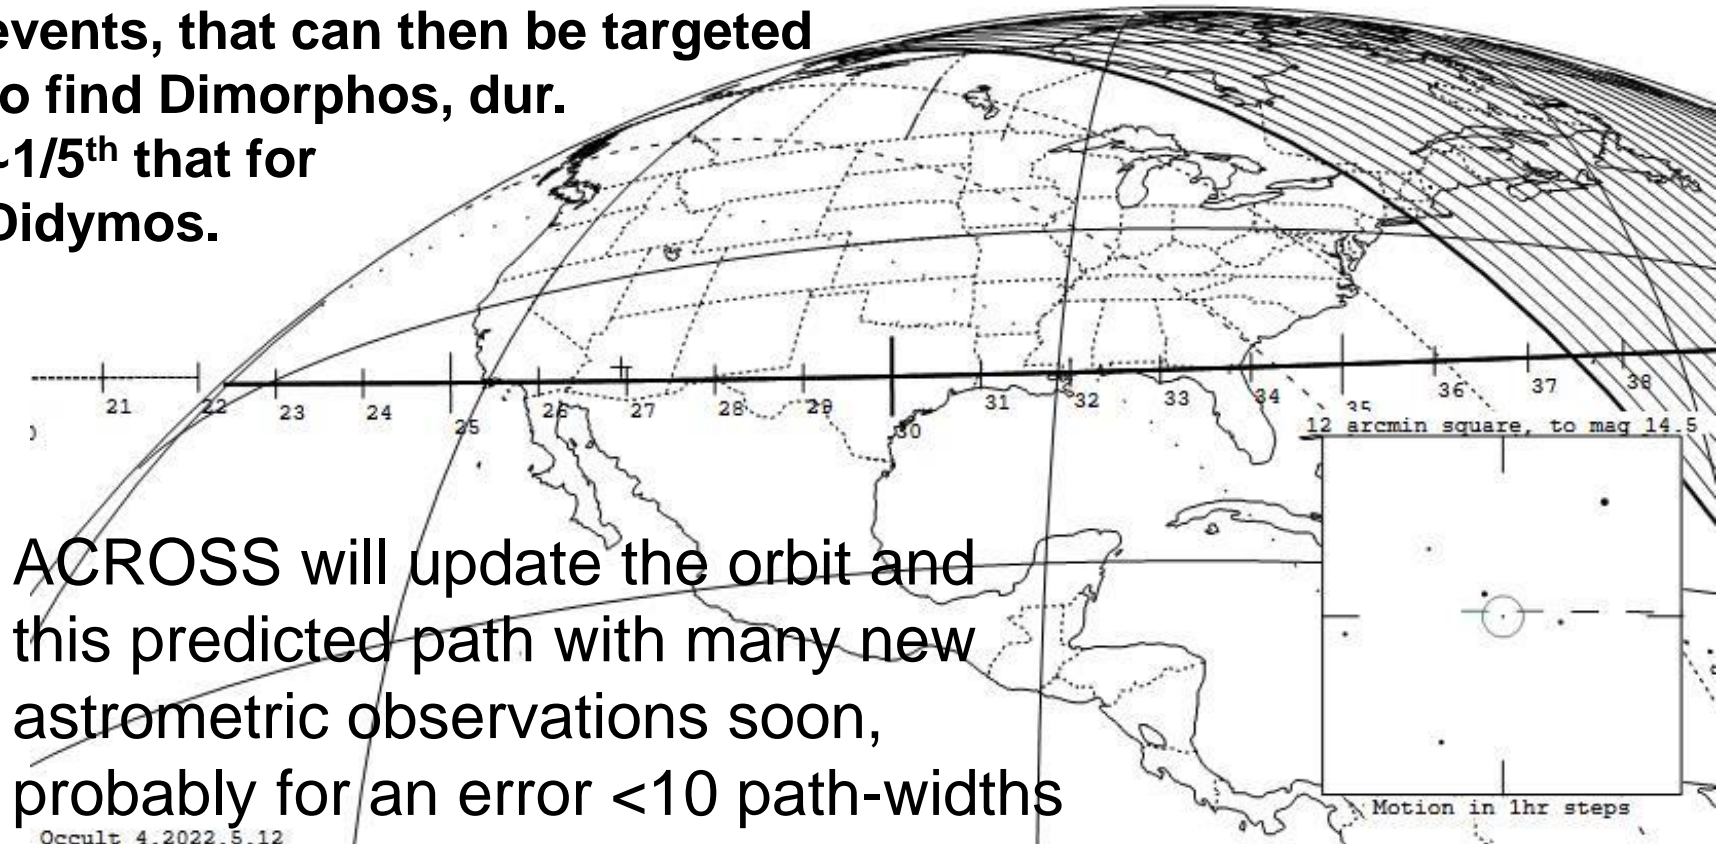 events, that can then be targeted
to find Dimorphos, dur.
~1/5th that for
Didymos.
21 22 23 24 25 26 27 28 29 30 31 32 33 34 35 36 37 38
12 arcmin square, to mag 14.5
ACROSS will update the orbit and
this predicted path with many new
astrometric observations soon,
probably for an error <10 path-widths
Motion in 1hr steps
Occult 4.2022.5.12